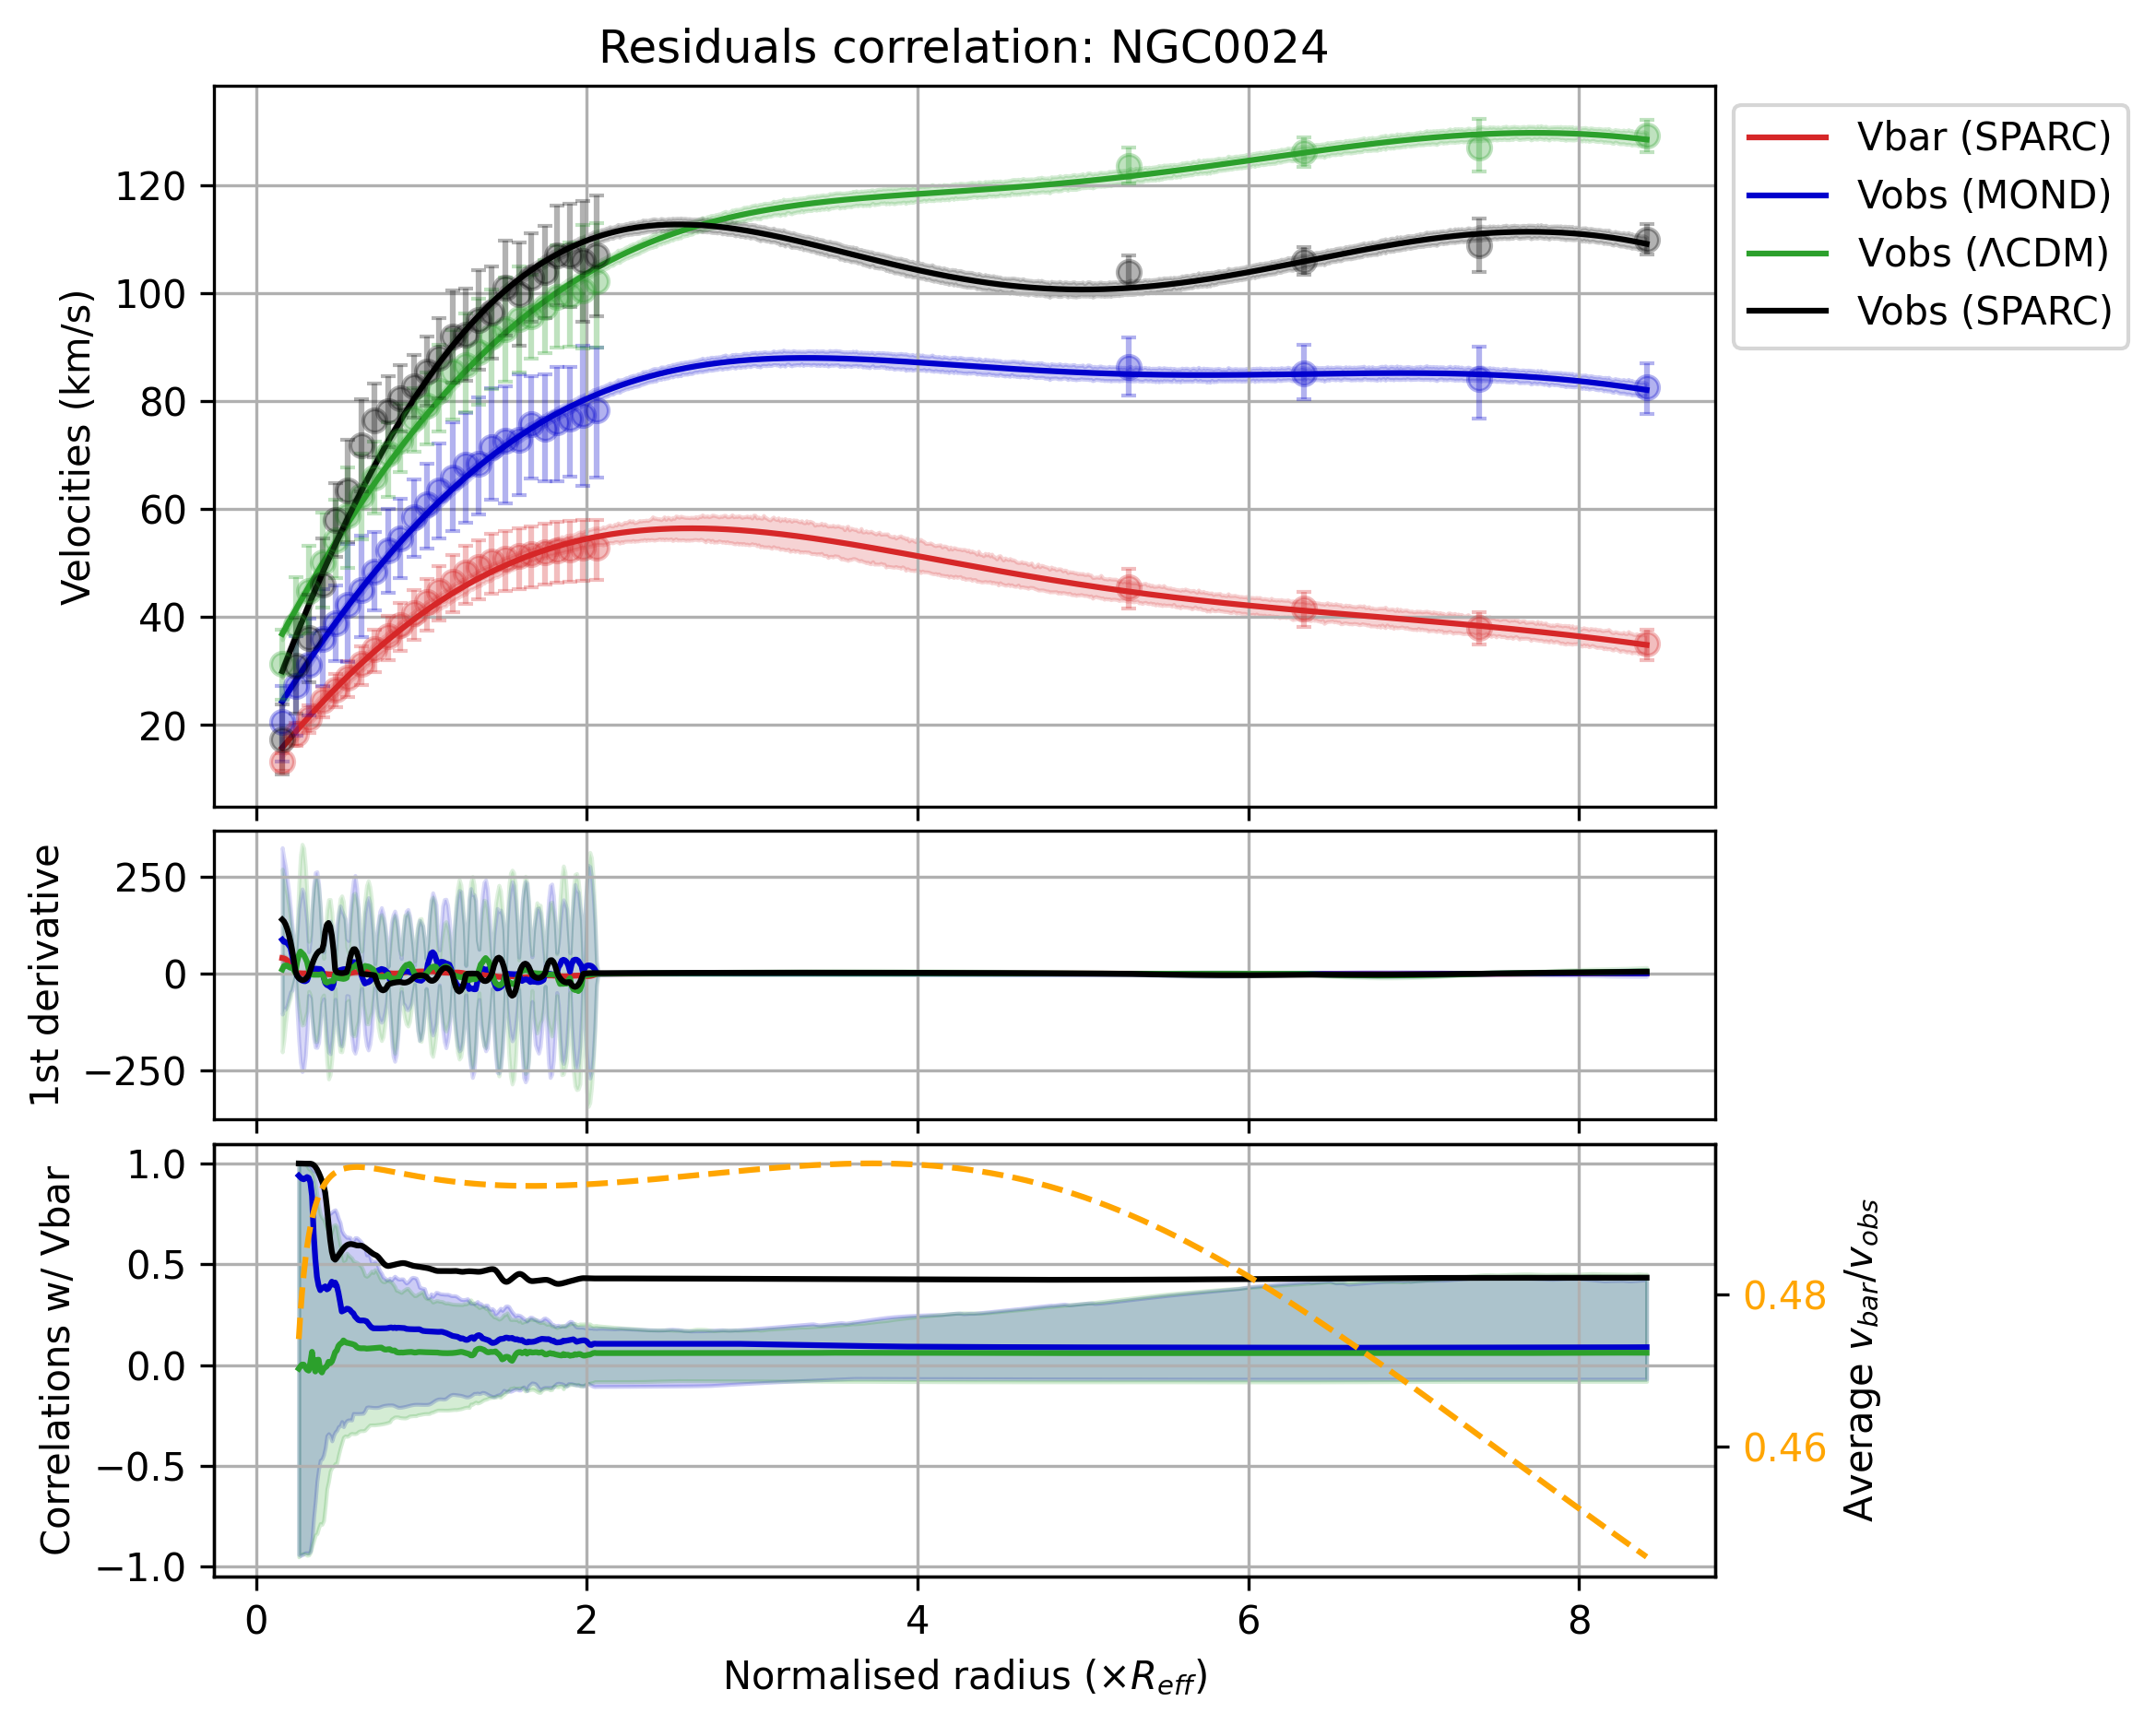 Residuals correlation: NGC0024
Velocities (km/s)
120
100
80
60
40
20
Vbar (SPARC)
Vobs (MOND)
Vobs (ΛCDM)
Vobs (SPARC)
1st derivative
250
0
−250
Correlations w/ Vbar
1.0
0.5
0.0
−0.5
−1.0
0.48
0.46
Average v_bar/v_obs
0 2 4 6 8
Normalised radius (×R_eff)